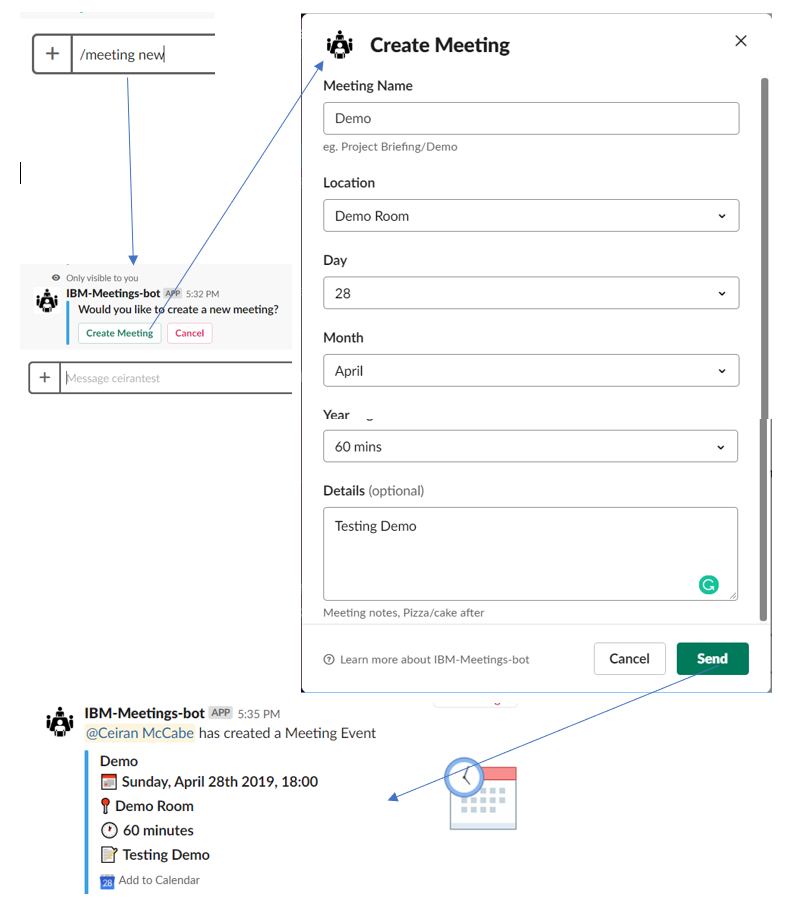 /meeting new
Only visible to you
IBM-Meetings-bot APP 5:32 PM
Would you like to create a new meeting?
Create Meeting Cancel
Message ceirantest
Create Meeting
Meeting Name
Demo
eg. Project Briefing/Demo
Location
Demo Room
Day
28
Month
April
Year
60 mins
Details (optional)
Testing Demo
Meeting notes, Pizza/cake after
Learn more about IBM-Meetings-bot
Cancel Send
IBM-Meetings-bot APP 5:35 PM
@Ceiran McCabe has created a Meeting Event
Demo
Sunday, April 28th 2019, 18:00
Demo Room
60 minutes
Testing Demo
28 Add to Calendar